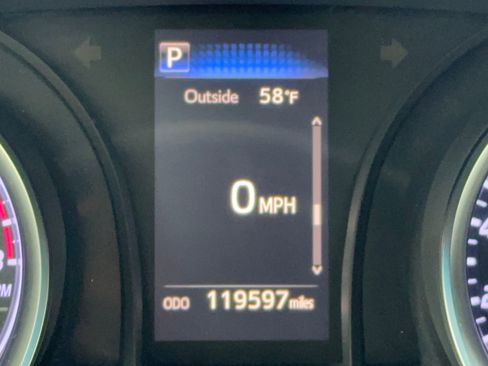 P
Outside 58°F
0 MPH
ODO 119597 miles